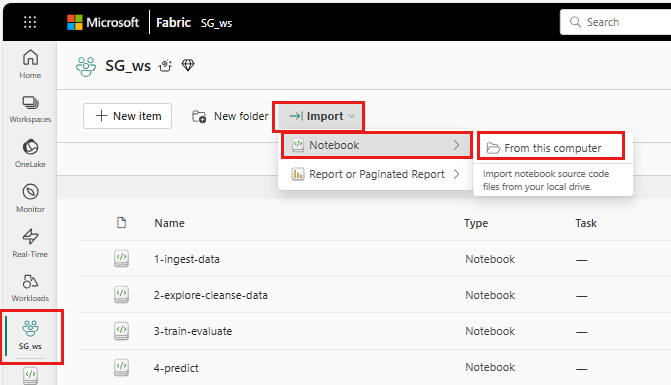 Microsoft Fabric SG_ws Search
Home
Workspaces
OneLake
Monitor
Real-Time
Workloads
SG_ws
SG_ws
New item New folder Import
Notebook
Report or Paginated Report
From this computer
Import notebook source code
files from your local drive.
Name Type Task
1-ingest-data Notebook —
2-explore-cleanse-data Notebook —
3-train-evaluate Notebook —
4-predict Notebook —